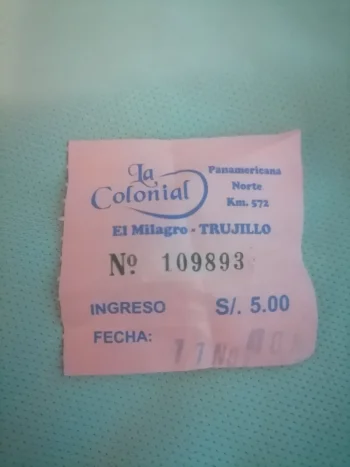 La
Colonial
Panamericana
Norte
Km. 572
El Milagro - TRUJILLO
Nº 109893
INGRESO S/. 5.00
FECHA: